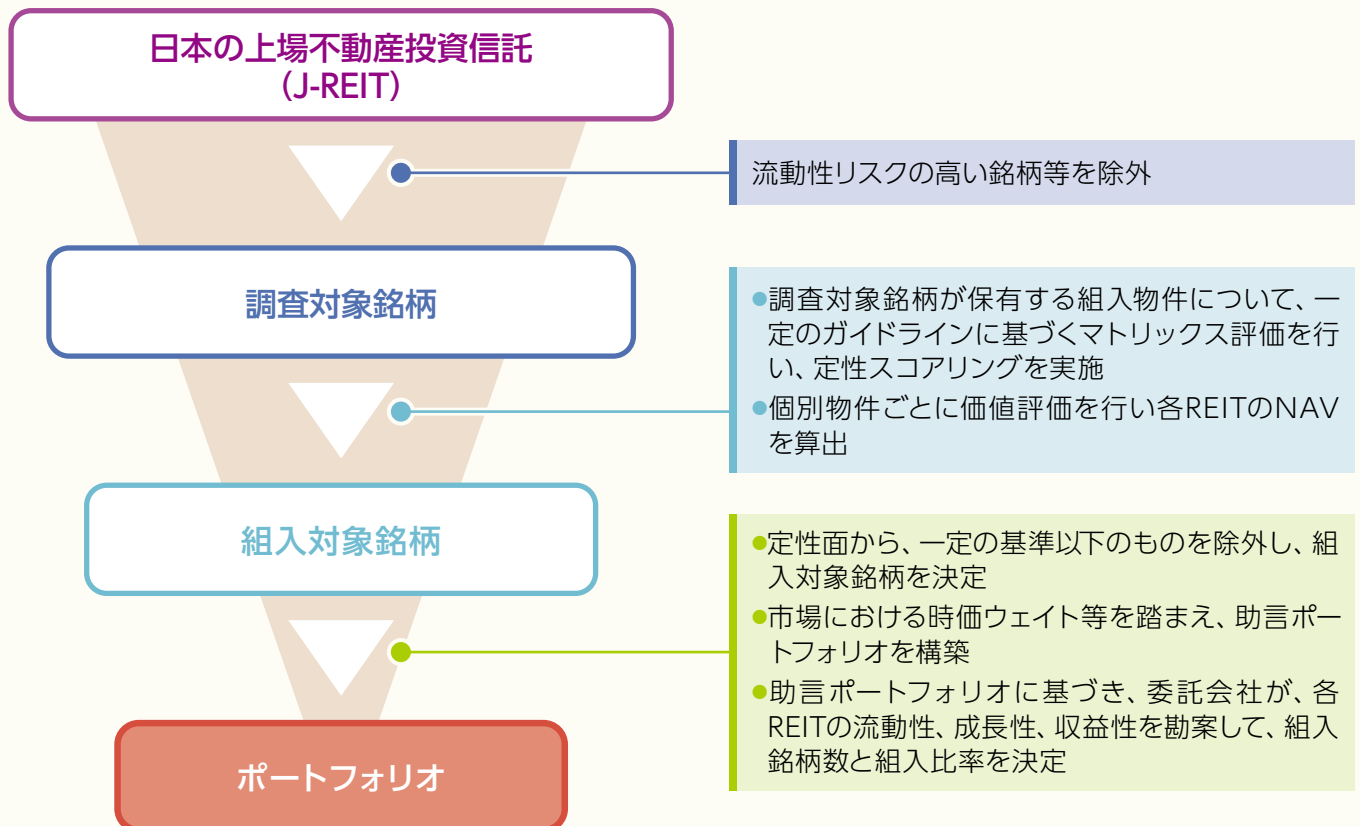 日本の上場不動産投資信託
（J-REIT）
流動性リスクの高い銘柄等を除外
調査対象銘柄
●調査対象銘柄が保有する組入物件について、一
定のガイドラインに基づくマトリックス評価を行
い、定性スコアリングを実施
●個別物件ごとに価値評価を行い各REITのNAV
を算出
組入対象銘柄
●定性面から、一定の基準以下のものを除外し、組
入対象銘柄を決定
●市場における時価ウェイト等を踏まえ、助言ポー
トフォリオを構築
●助言ポートフォリオに基づき、委託会社が、各
REITの流動性、成長性、収益性を勘案して、組入
銘柄数と組入比率を決定
ポートフォリオ